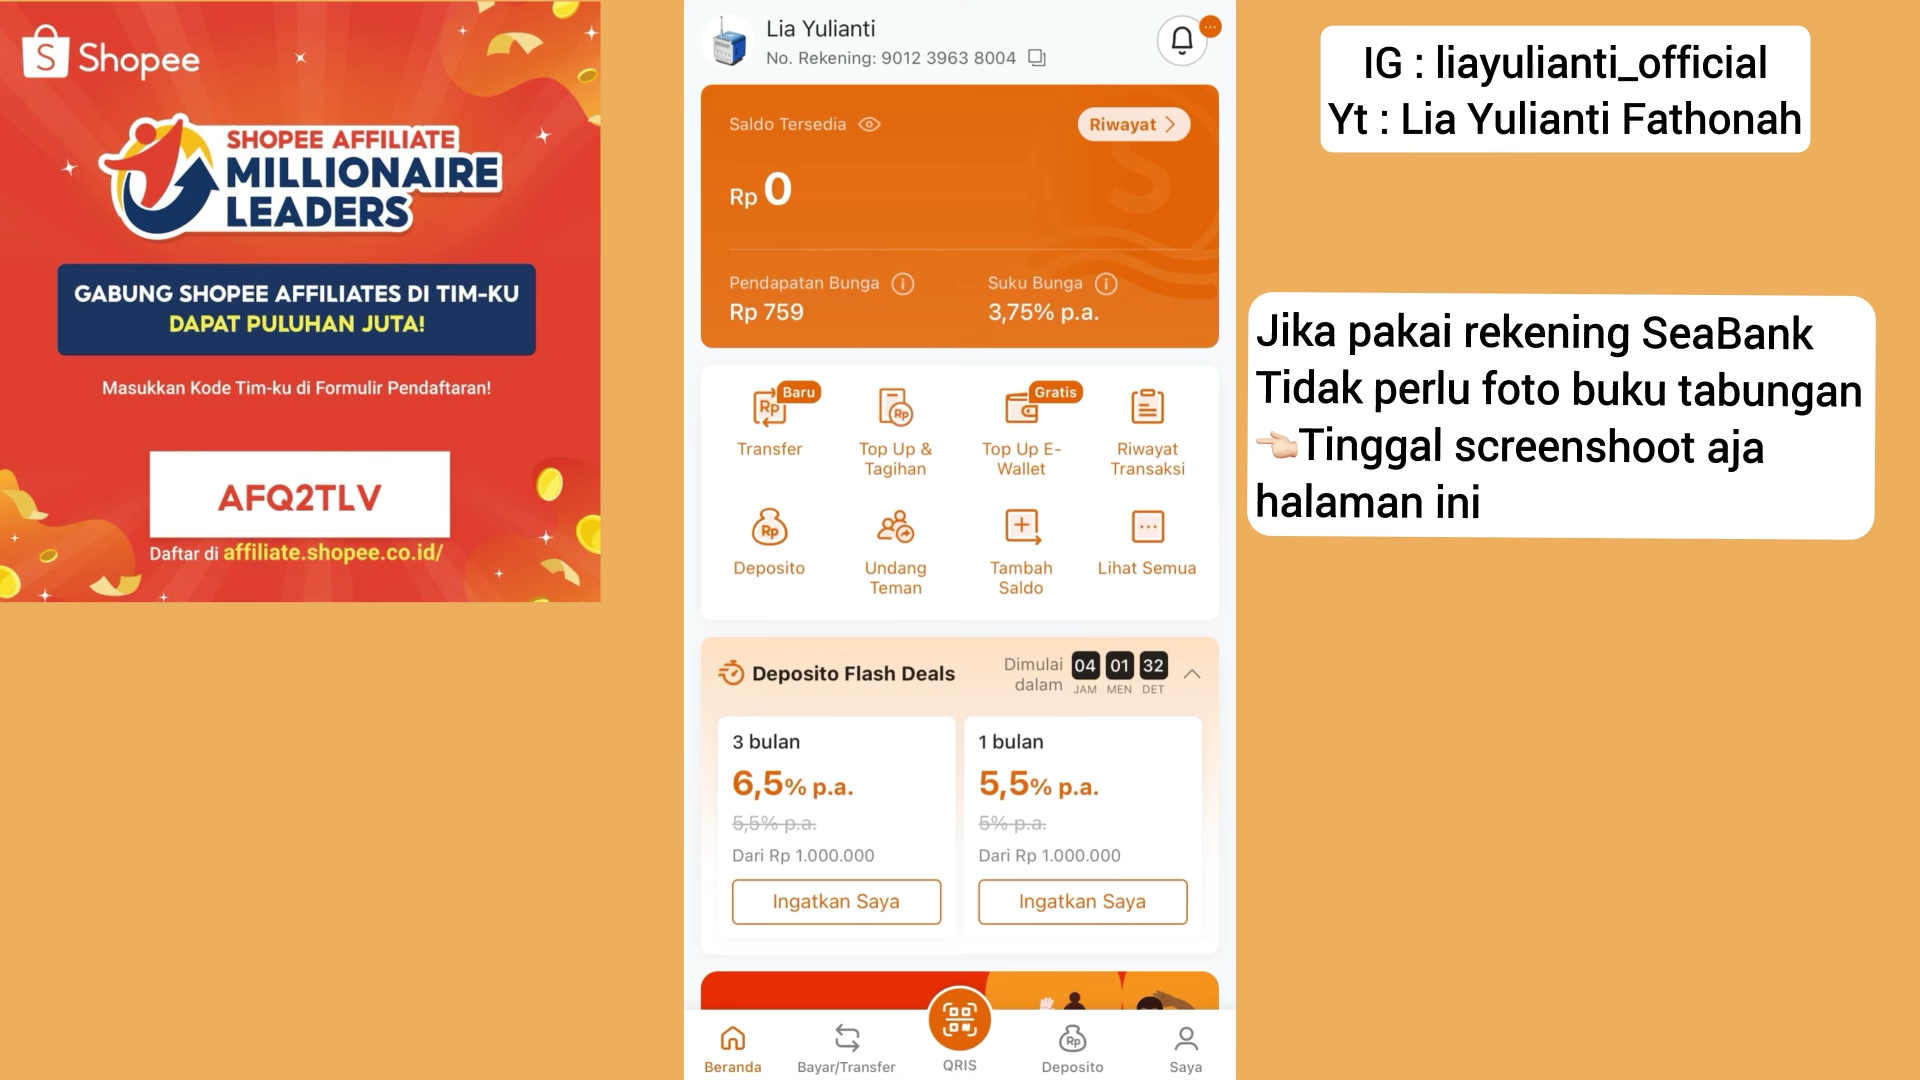 Shopee
SHOPEE AFFILIATE
MILLIONAIRE
LEADERS
GABUNG SHOPEE AFFILIATES DI TIM-KU
DAPAT PULUHAN JUTA!
Masukkan Kode Tim-ku di Formulir Pendaftaran!
AFQ2TLV
Daftar di affiliate.shopee.co.id/
Lia Yulianti
No. Rekening: 9012 3963 8004
Saldo Tersedia
Riwayat
Rp 0
Pendapatan Bunga
Rp 759
Suku Bunga
3,75% p.a.
Baru
Transfer
Top Up &
Tagihan
Gratis
Top Up E-
Wallet
Riwayat
Transaksi
Deposito
Undang
Teman
Tambah
Saldo
Lihat Semua
Deposito Flash Deals
Dimulai
dalam
04 01 32
JAM MEN DET
3 bulan
6,5% p.a.
5,5% p.a.
Dari Rp 1.000.000
Ingatkan Saya
1 bulan
5,5% p.a.
5% p.a.
Dari Rp 1.000.000
Ingatkan Saya
Beranda
Bayar/Transfer
QRIS
Deposito
Saya
IG : liayulianti_official
Yt : Lia Yulianti Fathonah
Jika pakai rekening SeaBank
Tidak perlu foto buku tabungan
👈🏻Tinggal screenshoot aja
halaman ini